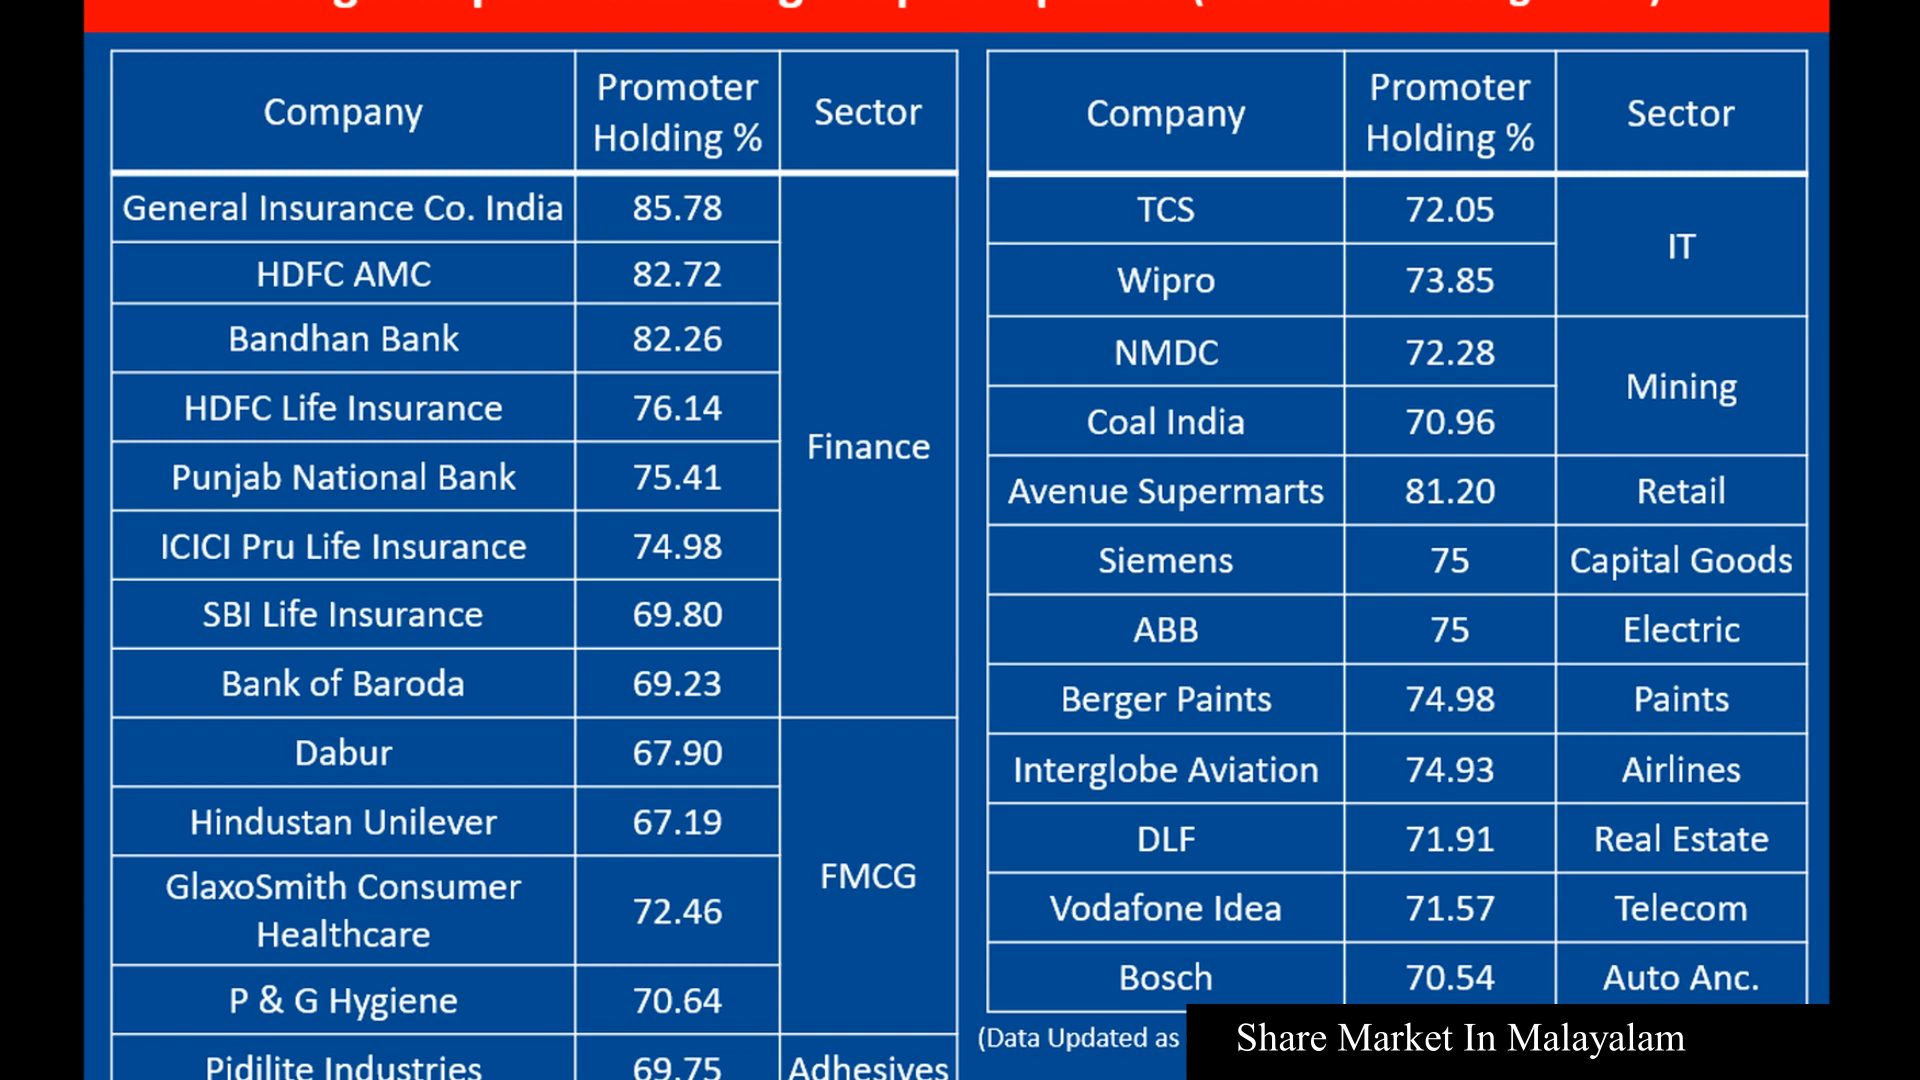 Company Promoter Holding % Sector
General Insurance Co. India 85.78 Finance
HDFC AMC 82.72
Bandhan Bank 82.26
HDFC Life Insurance 76.14
Punjab National Bank 75.41
ICICI Pru Life Insurance 74.98
SBI Life Insurance 69.80
Bank of Baroda 69.23
Dabur 67.90 FMCG
Hindustan Unilever 67.19
GlaxoSmith Consumer Healthcare 72.46
P & G Hygiene 70.64
Pidilite Industries 69.75 Adhesives
Company Promoter Holding % Sector
TCS 72.05 IT
Wipro 73.85
NMDC 72.28 Mining
Coal India 70.96
Avenue Supermarts 81.20 Retail
Siemens 75 Capital Goods
ABB 75 Electric
Berger Paints 74.98 Paints
Interglobe Aviation 74.93 Airlines
DLF 71.91 Real Estate
Vodafone Idea 71.57 Telecom
Bosch 70.54 Auto Anc.
(Data Updated as
Share Market In Malayalam